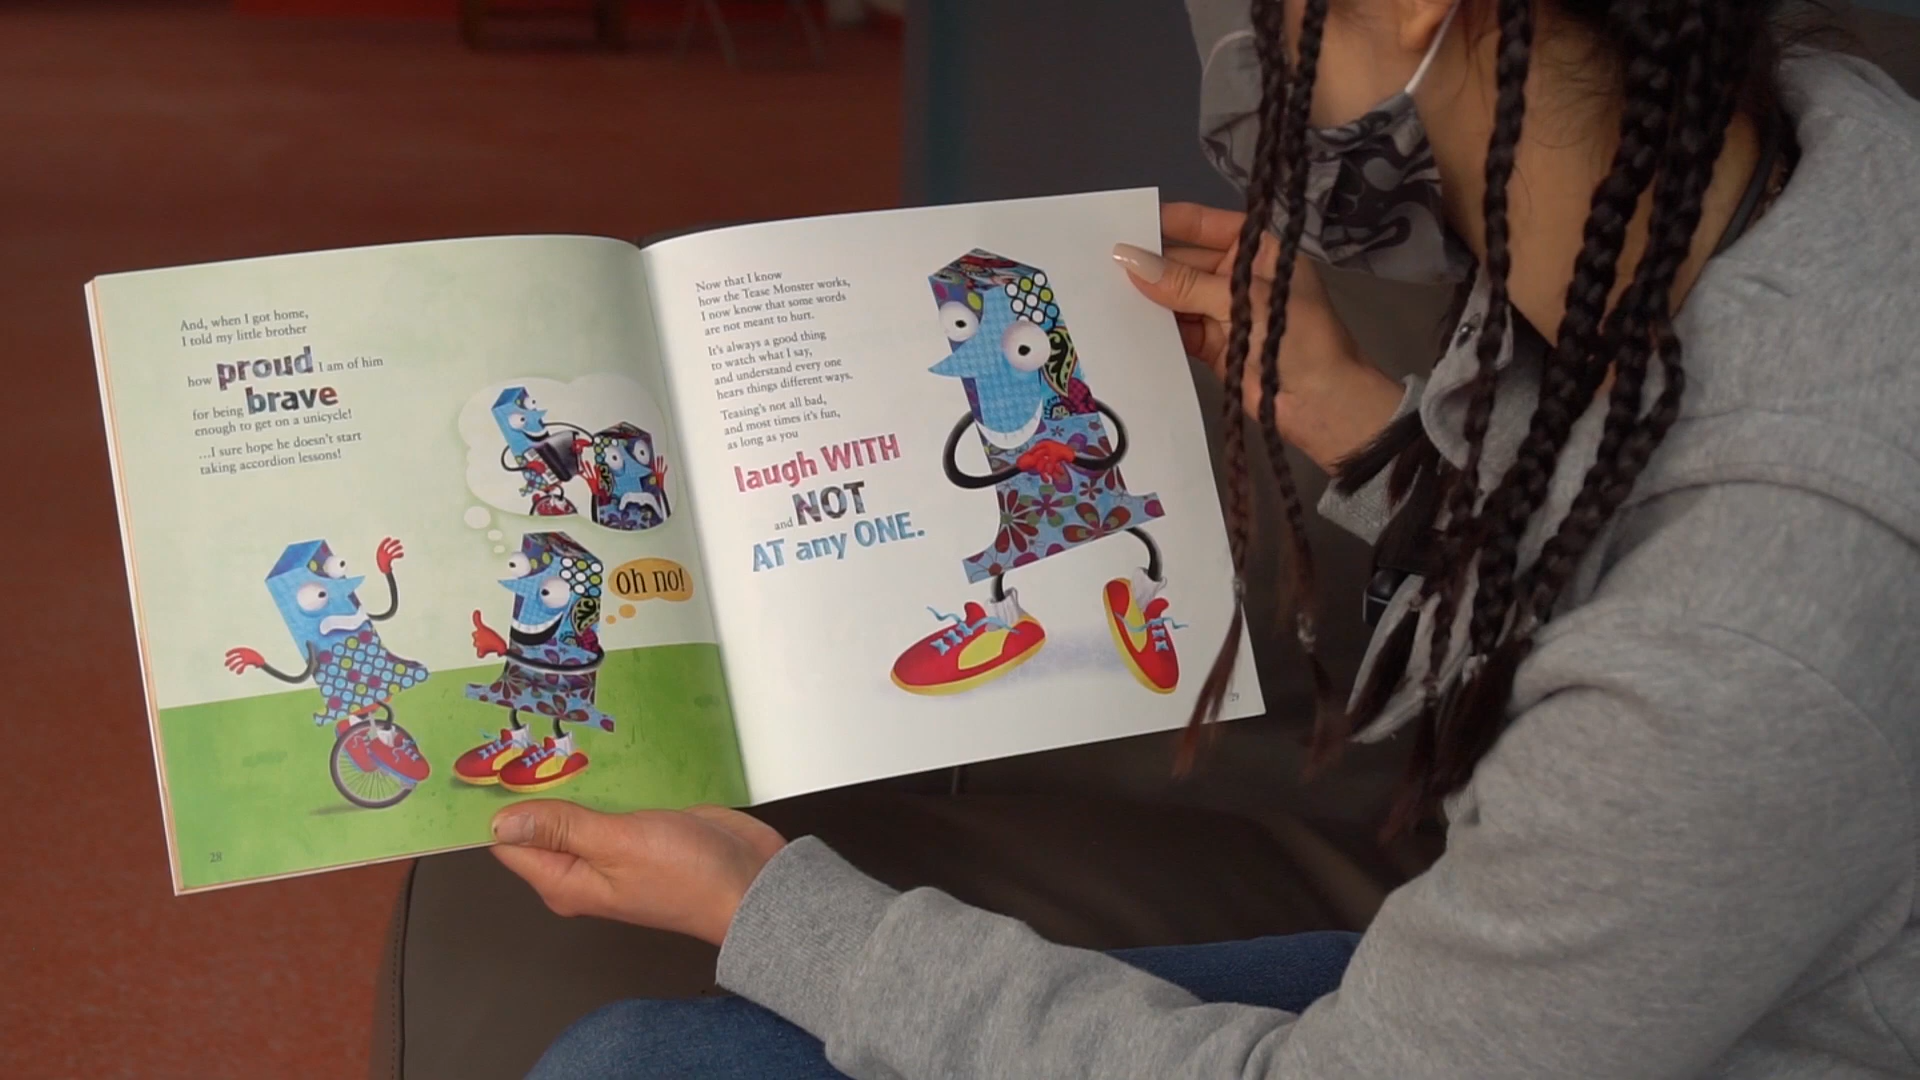 And, when I got home,
I told my little brother
how proud I am of him
for being brave
enough to get on a unicycle!
...I sure hope he doesn't start
taking accordion lessons!
oh no!
28
Now that I know
how the Tease Monster works,
I now know that some words
are not meant to hurt.
It's always a good thing
to watch what I say,
and understand every one
hears things different ways.
Teasing's not all bad,
and most times it's fun,
as long as you
laugh WITH
and NOT
AT any ONE.
29